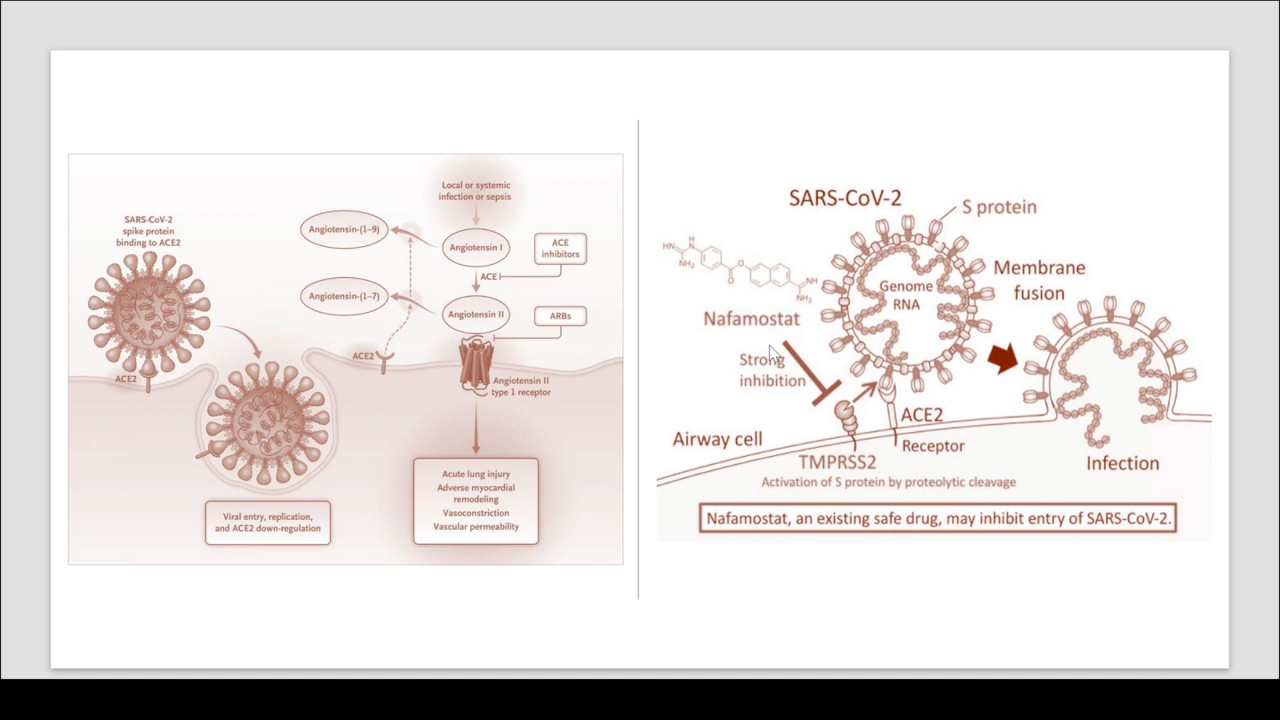 SARS-CoV-2
spike protein
binding to ACE2
ACE2
Viral entry, replication,
and ACE2 down-regulation
Local or systemic
infection or sepsis
Angiotensin-(1–9)
Angiotensin I
ACE
inhibitors
ACE
Angiotensin-(1–7)
Angiotensin II
ARBs
ACE2
Angiotensin II
type 1 receptor
Acute lung injury
Adverse myocardial
remodeling
Vasoconstriction
Vascular permeability
SARS-CoV-2
S protein
HN
H
N
NH₂
O
O
NH
NH₂
Genome
RNA
Membrane
fusion
Nafamostat
Strong
inhibition
ACE2
Receptor
Airway cell
TMPRSS2
Activation of S protein by proteolytic cleavage
Infection
Nafamostat, an existing safe drug, may inhibit entry of SARS-CoV-2.